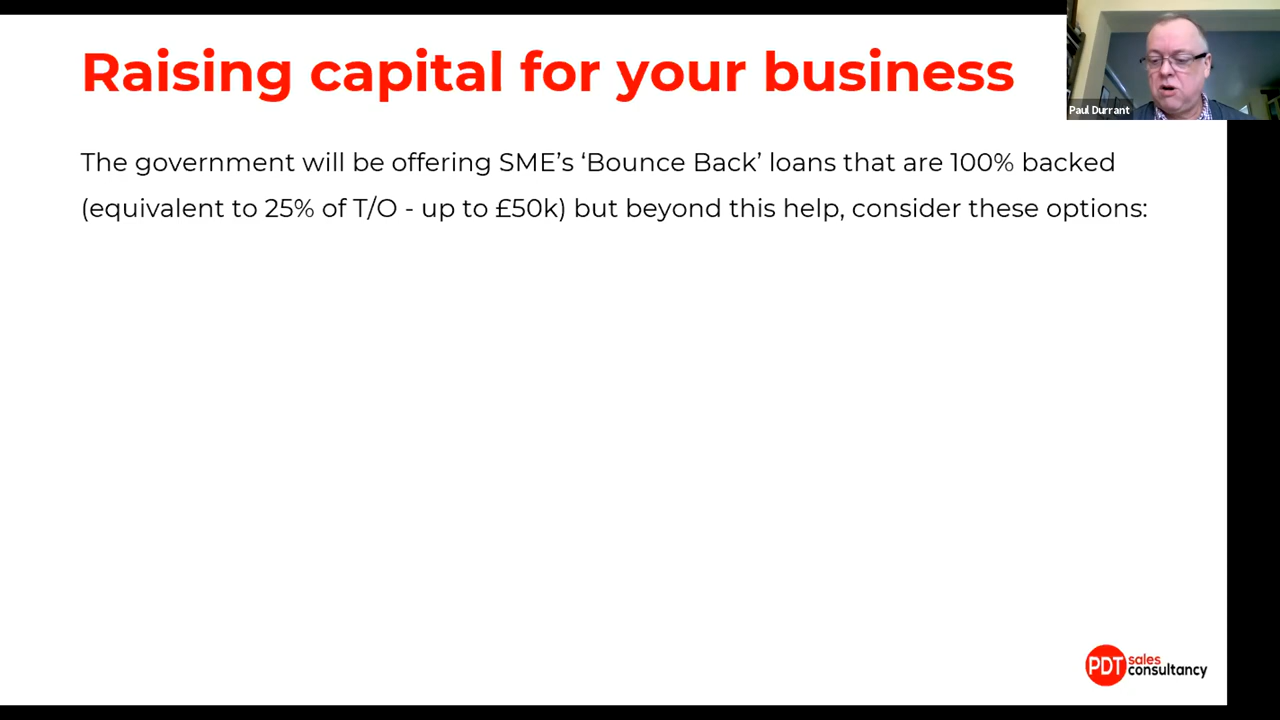 Raising capital for your business
Paul Durrant
The government will be offering SME’s ‘Bounce Back’ loans that are 100% backed
(equivalent to 25% of T/O - up to £50k) but beyond this help, consider these options:
PDT sales
consultancy